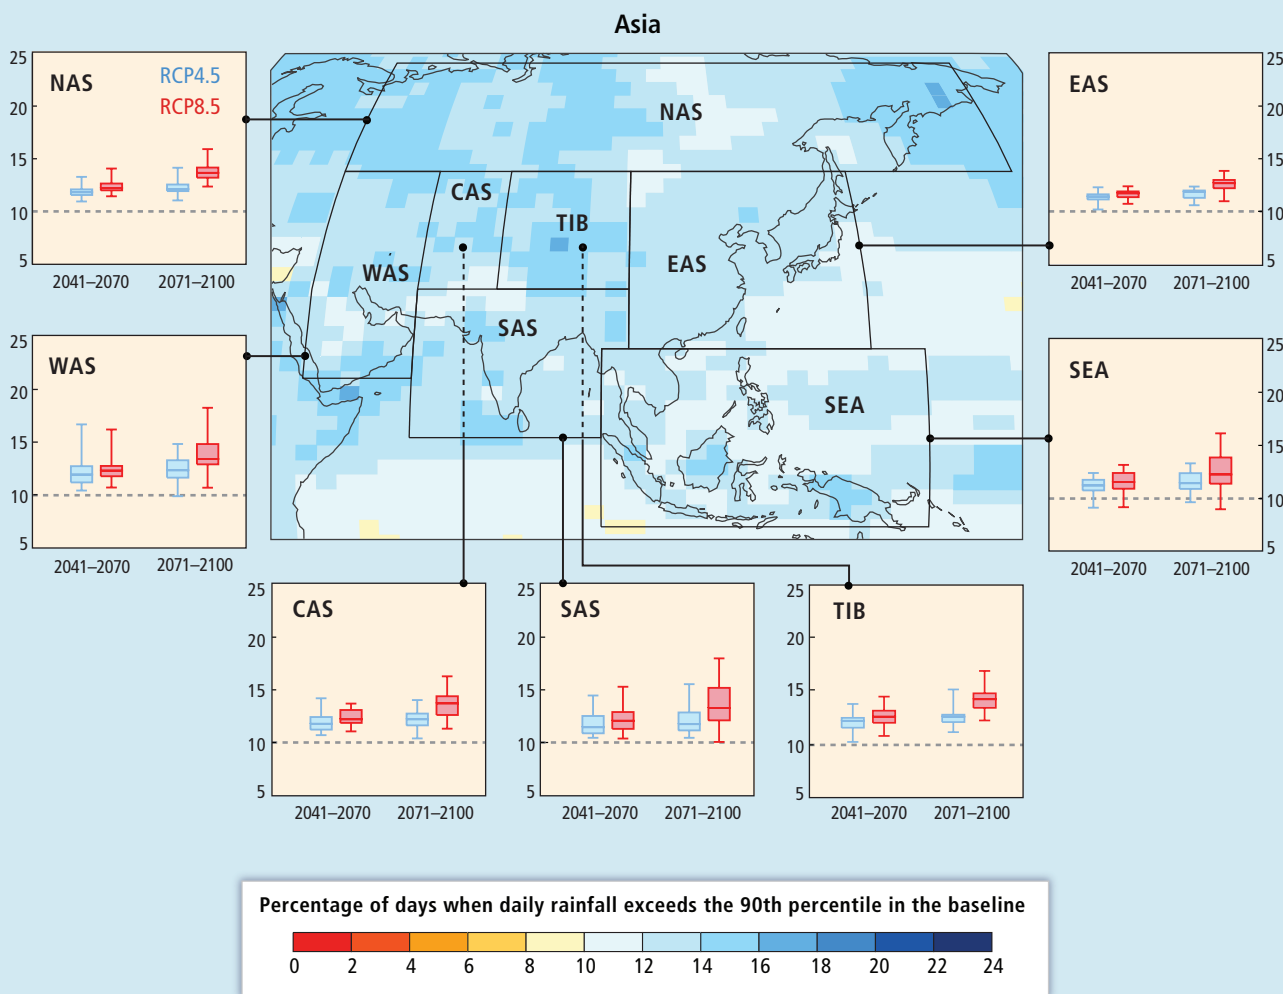 Asia
25
20
15
10
5
NAS
RCP4.5
RCP8.5
2041–2070
2071–2100
25
20
15
10
5
WAS
2041–2070
2071–2100
NAS
CAS
TIB
WAS
EAS
SAS
SEA
25
20
15
10
5
EAS
2041–2070
2071–2100
25
20
15
10
5
SEA
2041–2070
2071–2100
25
20
15
10
5
CAS
2041–2070
2071–2100
25
20
15
10
5
SAS
2041–2070
2071–2100
25
20
15
10
5
TIB
2041–2070
2071–2100
Percentage of days when daily rainfall exceeds the 90th percentile in the baseline
0 2 4 6 8 10 12 14 16 18 20 22 24